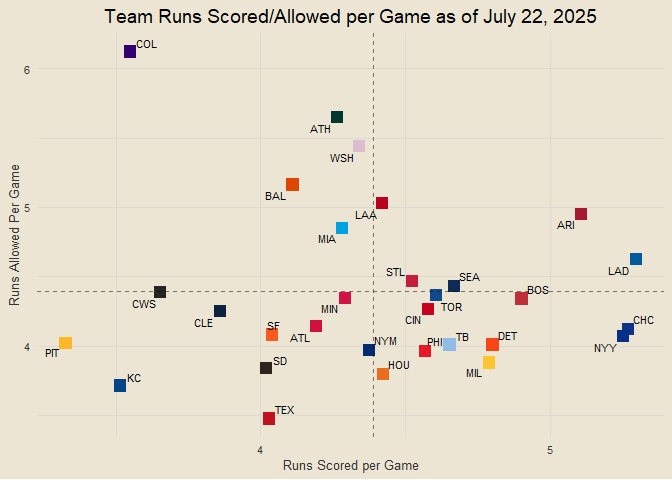 Team Runs Scored/Allowed per Game as of July 22, 2025
COL
6
ATH
WSH
BAL
5
LAA
ARI
MIA
LAD
STL
SEA
BOS
CWS
MIN
TOR
CLE
CIN
SF
ATL
CHC
4
PIT
NYM
PHI
TB
DET
NYY
SD
HOU
MIL
KC
TEX
4
5
Runs Allowed Per Game
Runs Scored per Game